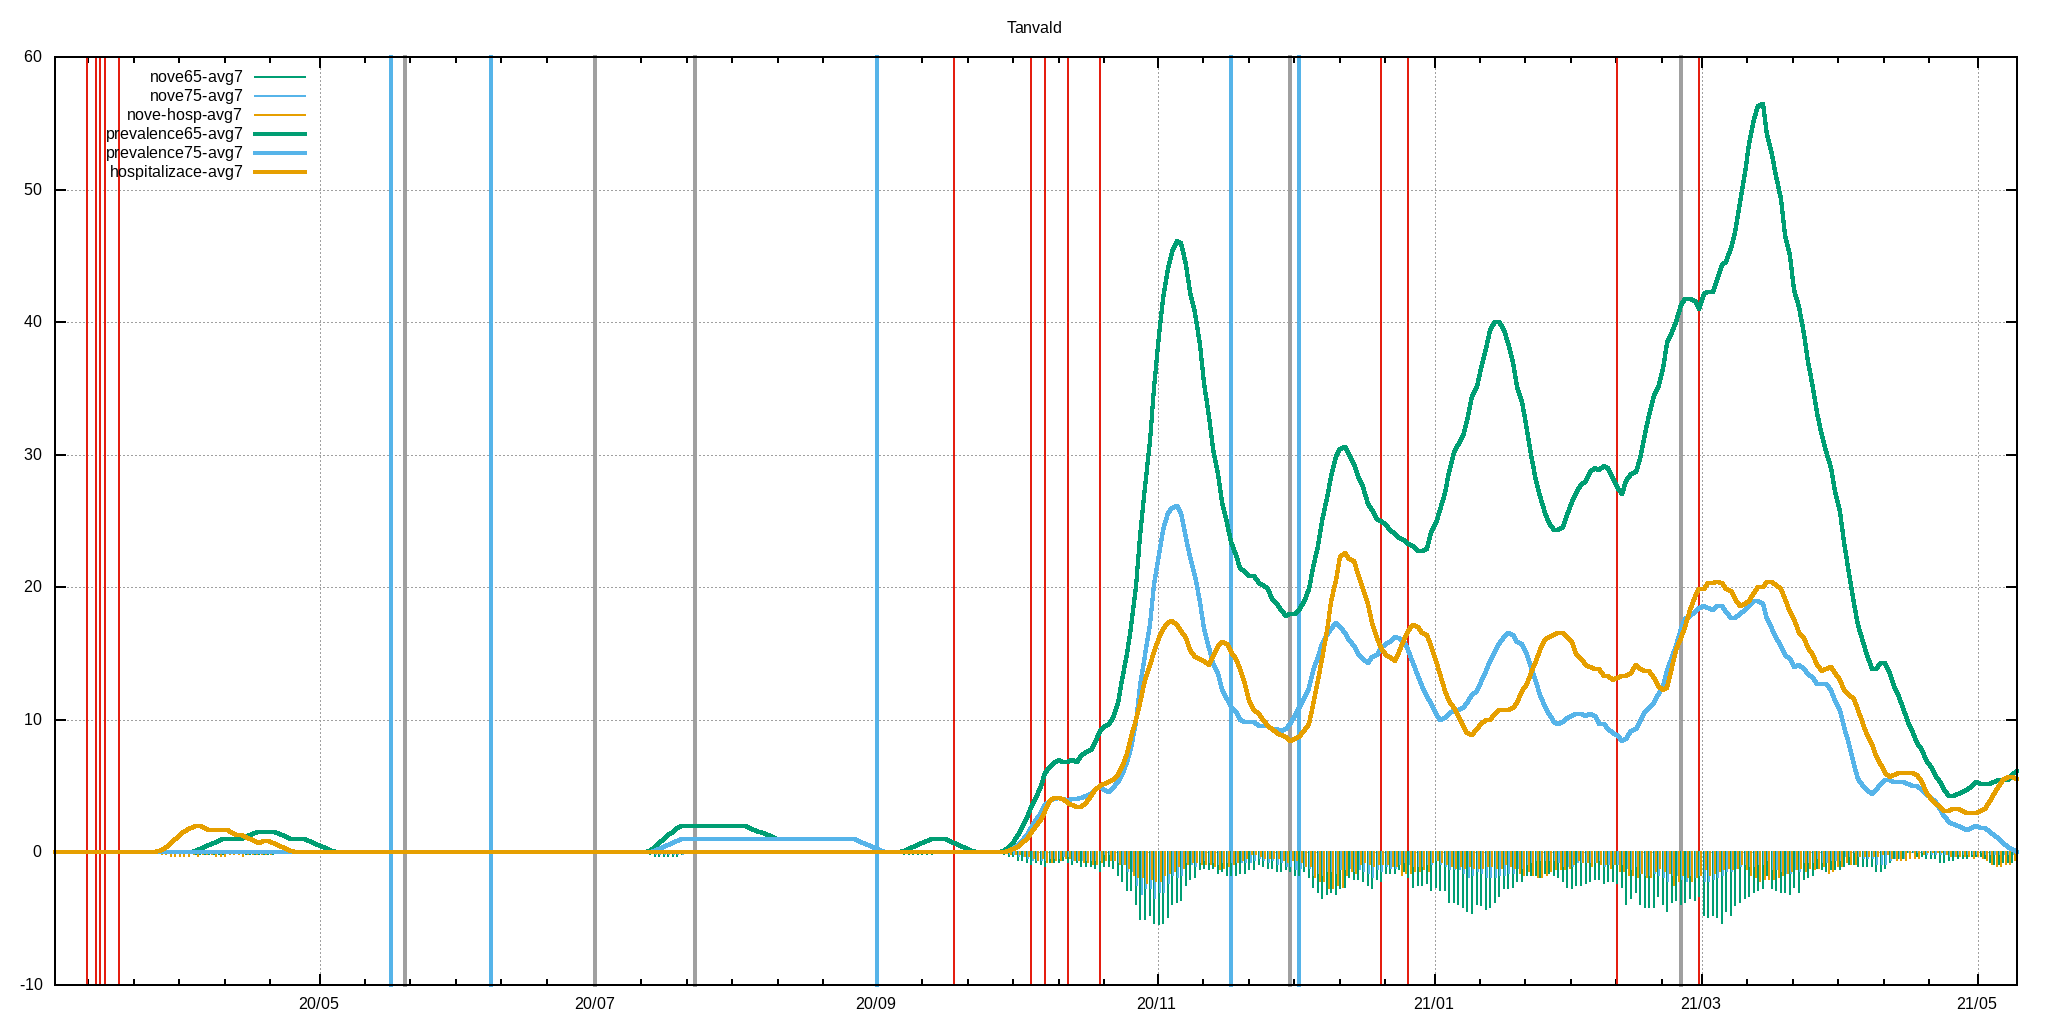 Tanvald
60
50
40
30
20
10
0
-10
nove65-avg7
nove75-avg7
nove-hosp-avg7
prevalence65-avg7
prevalence75-avg7
hospitalizace-avg7
20/05
20/07
20/09
20/11
21/01
21/03
21/05